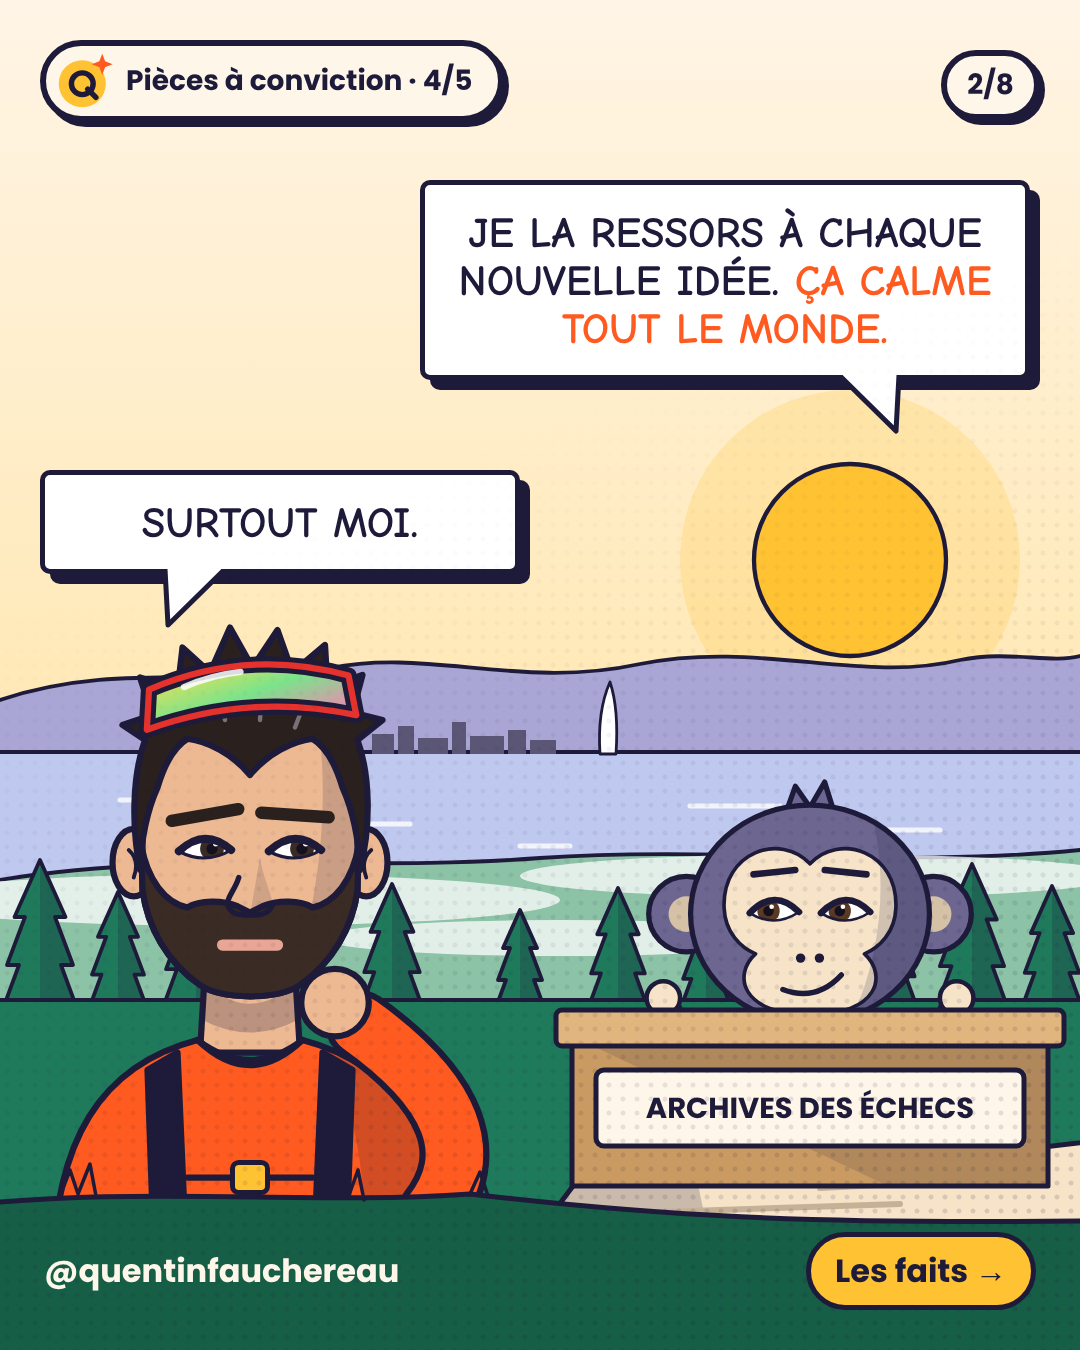 Q Pièces à conviction · 4/5
2/8
JE LA RESSORS À CHAQUE
NOUVELLE IDÉE. ÇA CALME
TOUT LE MONDE.
SURTOUT MOI.
ARCHIVES DES ÉCHECS
@quentinfauchereau
Les faits →